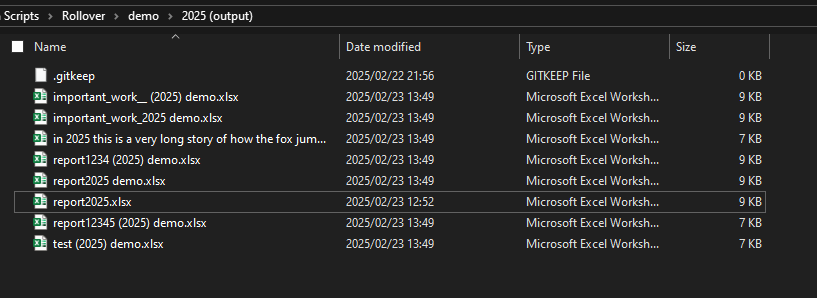 Scripts > Rollover > demo > 2025 (output)
Name Date modified Type Size
.gitkeep 2025/02/22 21:56 GITKEEP File 0 KB
important_work__ (2025) demo.xlsx 2025/02/23 13:49 Microsoft Excel Worksh... 9 KB
important_work_2025 demo.xlsx 2025/02/23 13:49 Microsoft Excel Worksh... 9 KB
in 2025 this is a very long story of how the fox jum... 2025/02/23 13:49 Microsoft Excel Worksh... 7 KB
report1234 (2025) demo.xlsx 2025/02/23 13:49 Microsoft Excel Worksh... 9 KB
report2025 demo.xlsx 2025/02/23 13:49 Microsoft Excel Worksh... 9 KB
report2025.xlsx 2025/02/23 12:52 Microsoft Excel Worksh... 9 KB
report12345 (2025) demo.xlsx 2025/02/23 13:49 Microsoft Excel Worksh... 7 KB
test (2025) demo.xlsx 2025/02/23 13:49 Microsoft Excel Worksh... 7 KB